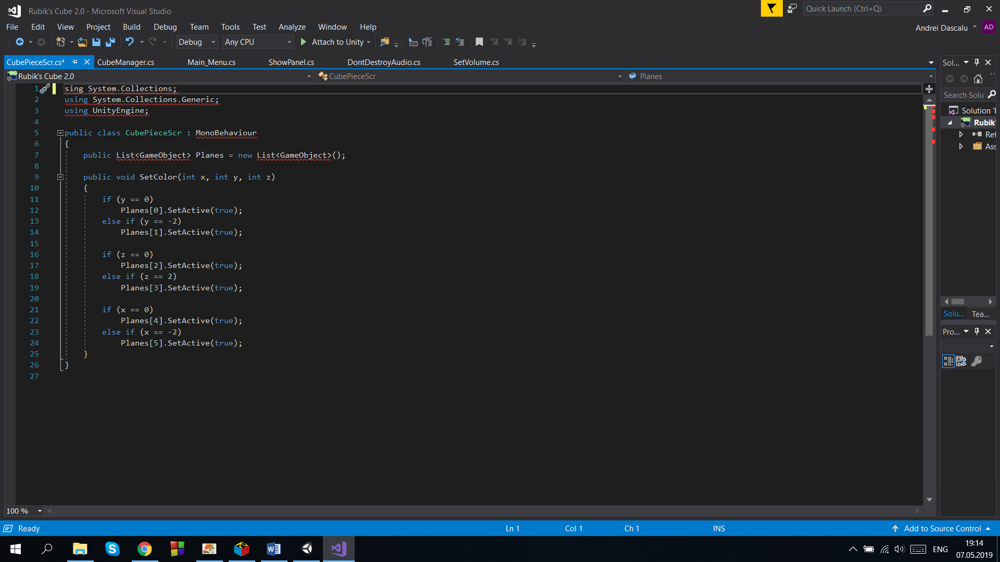 Rubik's Cube 2.0 - Microsoft Visual Studio
Quick Launch (Ctrl+Q)
File Edit View Project Build Debug Team Tools Test Analyze Window Help
Andrei Dascalu AD
Debug Any CPU Attach to Unity
CubePieceScr.cs* CubeManager.cs Main_Menu.cs ShowPanel.cs DontDestroyAudio.cs SetVolume.cs
Sol...
Rubik's Cube 2.0 CubePieceScr Planes
1 sing System.Collections;
2 using System.Collections.Generic;
3 using UnityEngine;
4
5 public class CubePieceScr : MonoBehaviour
6 {
7 public List<GameObject> Planes = new List<GameObject>();
8
9 public void SetColor(int x, int y, int z)
10 {
11 if (y == 0)
12 Planes[0].SetActive(true);
13 else if (y == -2)
14 Planes[1].SetActive(true);
15
16 if (z == 0)
17 Planes[2].SetActive(true);
18 else if (z == 2)
19 Planes[3].SetActive(true);
20
21 if (x == 0)
22 Planes[4].SetActive(true);
23 else if (x == -2)
24 Planes[5].SetActive(true);
25 }
26 }
27
Search Solu
Solution '
Rubik'
Ref
Ass
Solu... Tea...
Pro...
100 %
Ready Ln 1 Col 1 Ch 1 INS Add to Source Control
ENG
19:14
07.05.2019